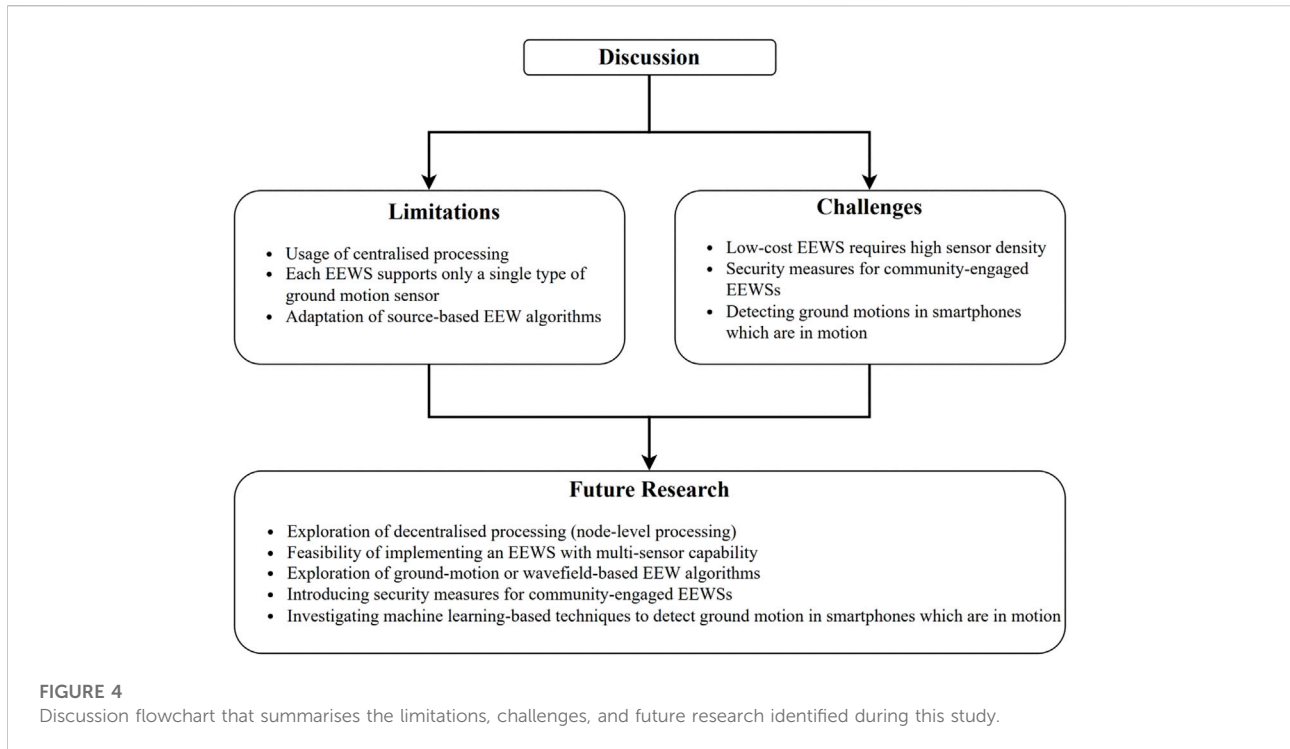 Discussion
Limitations
• Usage of centralised processing
• Each EEWS supports only a single type of
ground motion sensor
• Adaptation of source-based EEW algorithms
Challenges
• Low-cost EEWS requires high sensor density
• Security measures for community-engaged
EEWSs
• Detecting ground motions in smartphones
which are in motion
Future Research
• Exploration of decentralised processing (node-level processing)
• Feasibility of implementing an EEWS with multi-sensor capability
• Exploration of ground-motion or wavefield-based EEW algorithms
• Introducing security measures for community-engaged EEWSs
• Investigating machine learning-based techniques to detect ground motion in smartphones which are in motion
FIGURE 4
Discussion flowchart that summarises the limitations, challenges, and future research identified during this study.